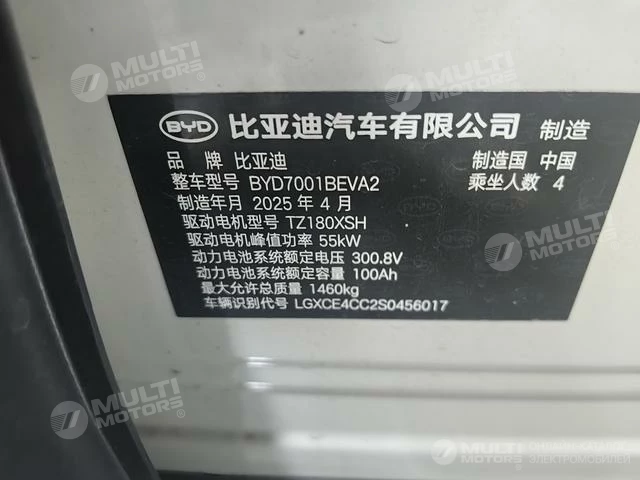 BYD 比亚迪汽车有限公司 制造
品 牌 比亚迪 制造国 中国
整车型号 BYD7001BEVA2 乘坐人数 4
制造年月 2025 年 4 月
驱动电机型号 TZ180XSH
驱动电机峰值功率 55kW
动力电池系统额定电压 300.8V
动力电池系统额定容量 100Ah
最大允许总质量 1460kg
车辆识别代号 LGXCE4CC2S0456017
MULTI MOTORS®
MULTI MOTORS®
MULTI MOTORS®
MULTI MOTORS®
MULTI MOTORS®
MULTI MOTORS
ЭЛЕКТРОМОБИЛЕЙ